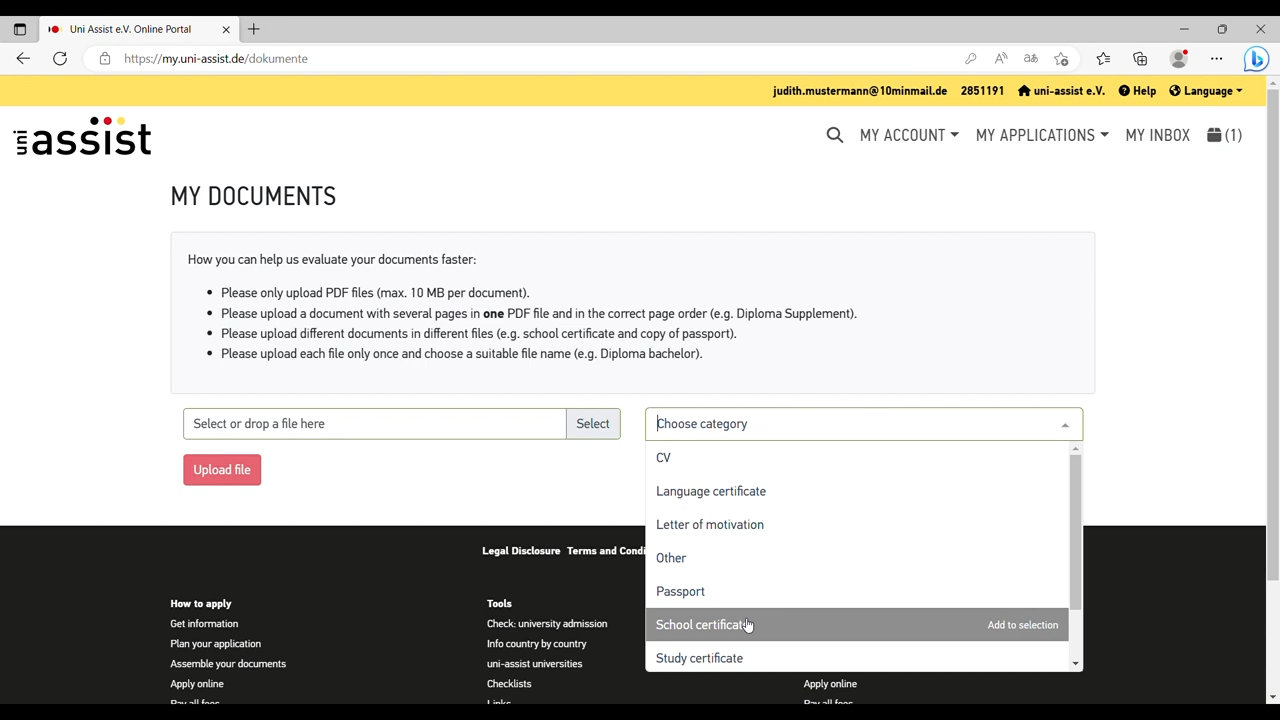 Uni Assist e.V. Online Portal
https://my.uni-assist.de/dokumente
judith.mustermann@10minmail.de 2851191 uni-assist e.V. Help Language
uni assist
MY ACCOUNT MY APPLICATIONS MY INBOX (1)
MY DOCUMENTS
How you can help us evaluate your documents faster:
• Please only upload PDF files (max. 10 MB per document).
• Please upload a document with several pages in one PDF file and in the correct page order (e.g. Diploma Supplement).
• Please upload different documents in different files (e.g. school certificate and copy of passport).
• Please upload each file only once and choose a suitable file name (e.g. Diploma bachelor).
Select or drop a file here Select Choose category
Upload file
CV
Language certificate
Letter of motivation
Other
Passport
School certificate Add to selection
Study certificate
Legal Disclosure Terms and Condi
How to apply
Get information
Plan your application
Assemble your documents
Apply online
Pay all fees
Tools
Check: university admission
Info country by country
uni-assist universities
Checklists
Links
Apply online
Pay all fees